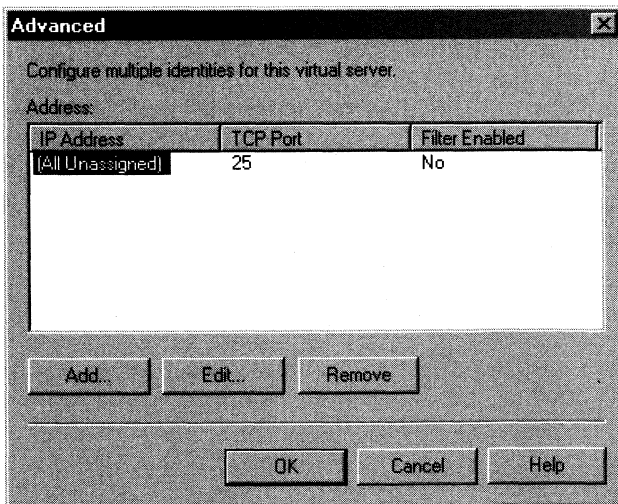 Advanced
Configure multiple identities for this virtual server.
Address:
IP Address TCP Port Filter Enabled
(All Unassigned) 25 No
Add... Edit... Remove
OK Cancel Help